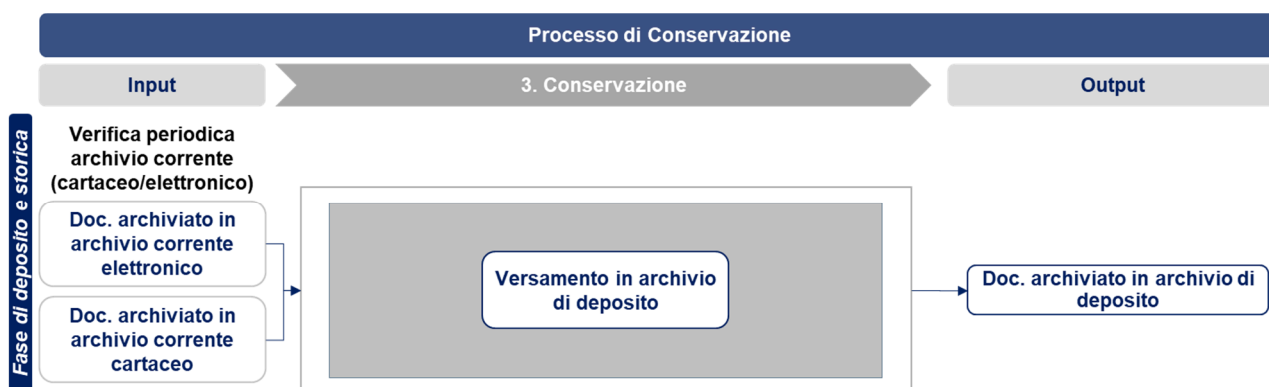 Processo di Conservazione
Input
3. Conservazione
Output
Fase di deposito e storica
Verifica periodica
archivio corrente
(cartaceo/elettronico)
Doc. archiviato in
archivio corrente
elettronico
Doc. archiviato in
archivio corrente
cartaceo
Versamento in archivio
di deposito
Doc. archiviato in archivio di
deposito